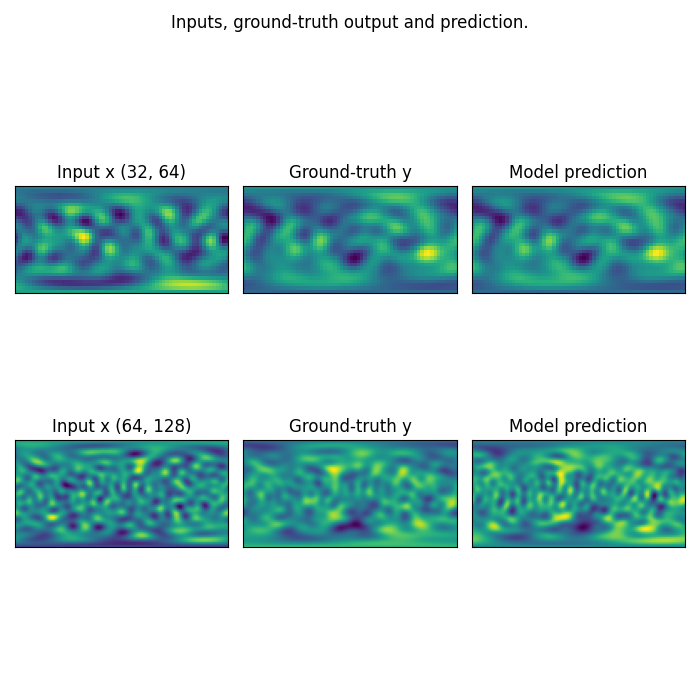 Inputs, ground-truth output and prediction.
Input x (32, 64)
Ground-truth y
Model prediction
Input x (64, 128)
Ground-truth y
Model prediction